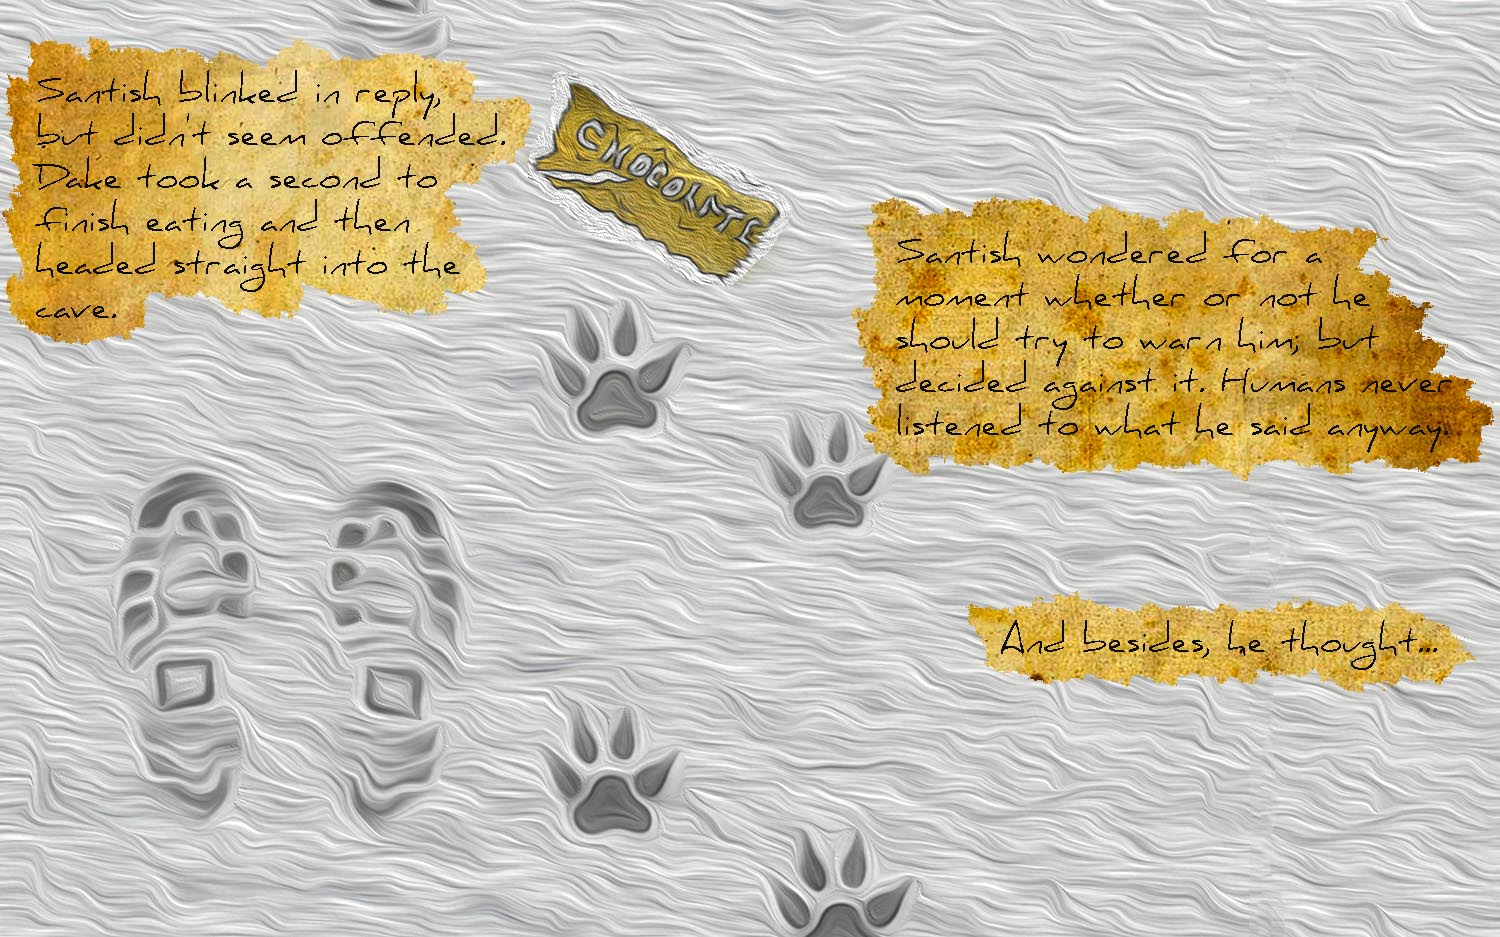 Santish blinked in reply,
but didn't seem offended.
Dake took a second to
finish eating and then
headed straight into the
cave.
CHOCOLATE
Santish wondered for a
moment whether or not he
should try to warn him; but
decided against it. Humans never
listened to what he said anyway.
And besides, he thought...